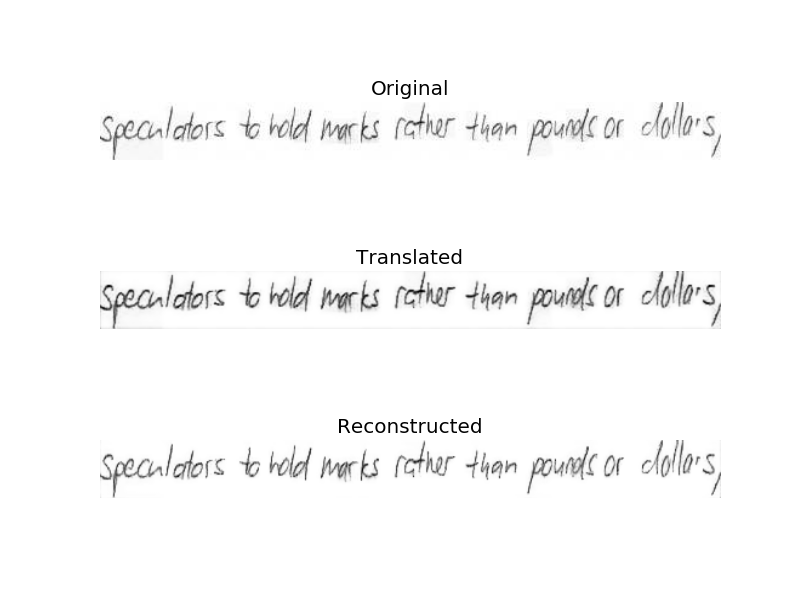 Original
Speculators to hold marks rather than pounds or dollars,
Translated
Speculators to hold marks rather than pounds or dollars,
Reconstructed
Speculators to hold marks rather than pounds or dollars,